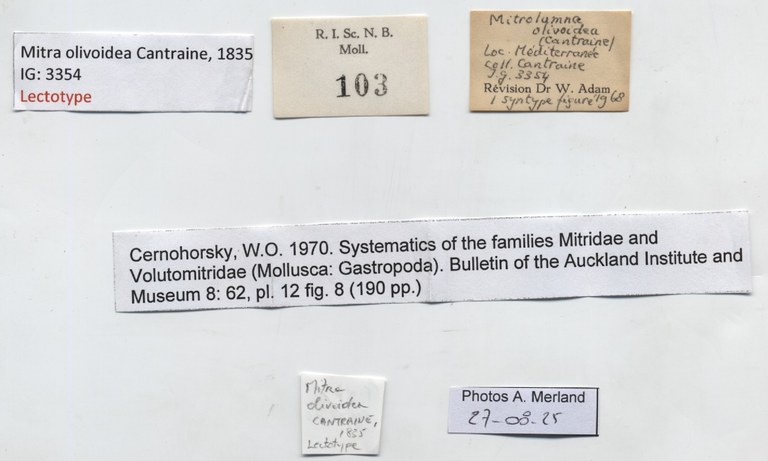 Mitra olivoidea Cantraine, 1835
IG: 3354
Lectotype
R. I. Sc. N. B.
Moll.
103
Mitrolumna
olivoidea
(Cantraine)
Loc. Méditerranée
Coll. Cantraine
Ig. 3354
Révision Dr W. Adam
1 syntype figuré 1968
Cernohorsky, W.O. 1970. Systematics of the families Mitridae and
Volutomitridae (Mollusca: Gastropoda). Bulletin of the Auckland Institute and
Museum 8: 62, pl. 12 fig. 8 (190 pp.)
Mitra
olivoidea
CANTRAINE,
1835
Lectotype
Photos A. Merland
27-08-25